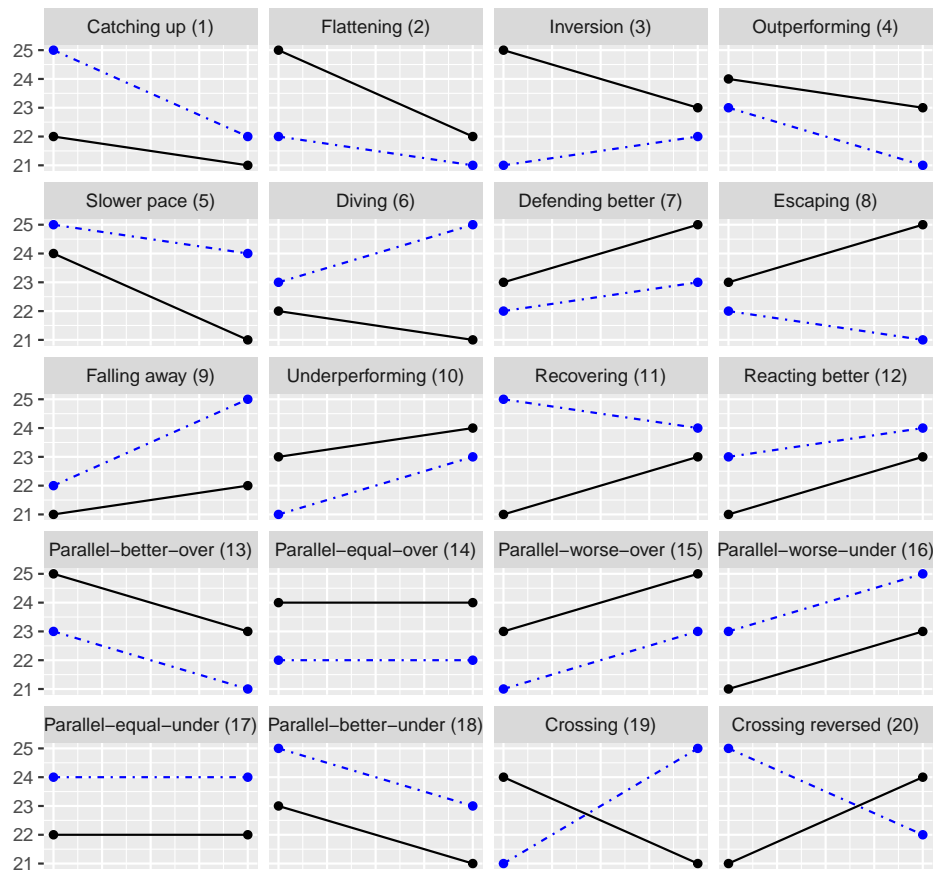 Catching up (1)
Flattening (2)
Inversion (3)
Outperforming (4)
25
24
23
22
21
Slower pace (5)
Diving (6)
Defending better (7)
Escaping (8)
25
24
23
22
21
Falling away (9)
Underperforming (10)
Recovering (11)
Reacting better (12)
25
24
23
22
21
Parallel−better−over (13)
Parallel−equal−over (14)
Parallel−worse−over (15)
Parallel−worse−under (16)
25
24
23
22
21
Parallel−equal−under (17)
Parallel−better−under (18)
Crossing (19)
Crossing reversed (20)
25
24
23
22
21